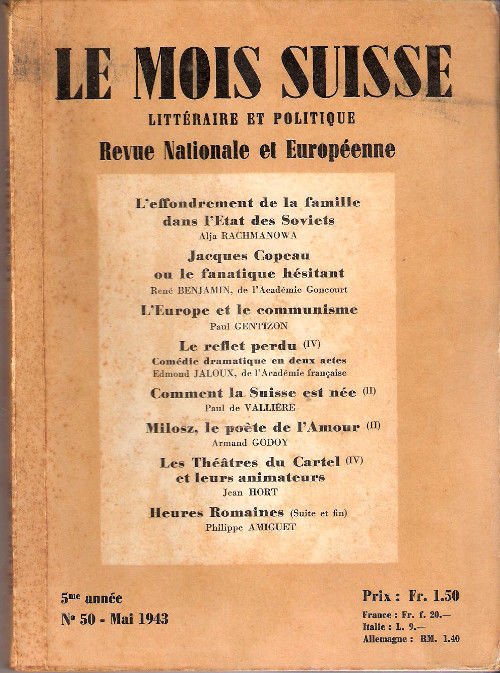 LE MOIS SUISSE
LITTÉRAIRE ET POLITIQUE
Revue Nationale et Européenne
L'effondrement de la famille
dans l'Etat des Soviets
Alja RACHMANOWA
Jacques Copeau
ou le fanatique hésitant
René BENJAMIN, de l'Académie Goncourt
L'Europe et le communisme
Paul GENTIZON
Le reflet perdu (IV)
Comédie dramatique en deux actes
Edmond JALOUX, de l'Académie française
Comment la Suisse est née (II)
Paul de VALLIÈRE
Milosz, le poète de l'Amour (II)
Armand GODOY
Les Théâtres du Cartel (IV)
et leurs animateurs
Jean HORT
Heures Romaines (Suite et fin)
Philippe AMIGUET
5me année
No 50 - Mai 1943
Prix : Fr. 1.50
France : Fr. f. 20.—
Italie : L. 9.—
Allemagne : RM. 1.40